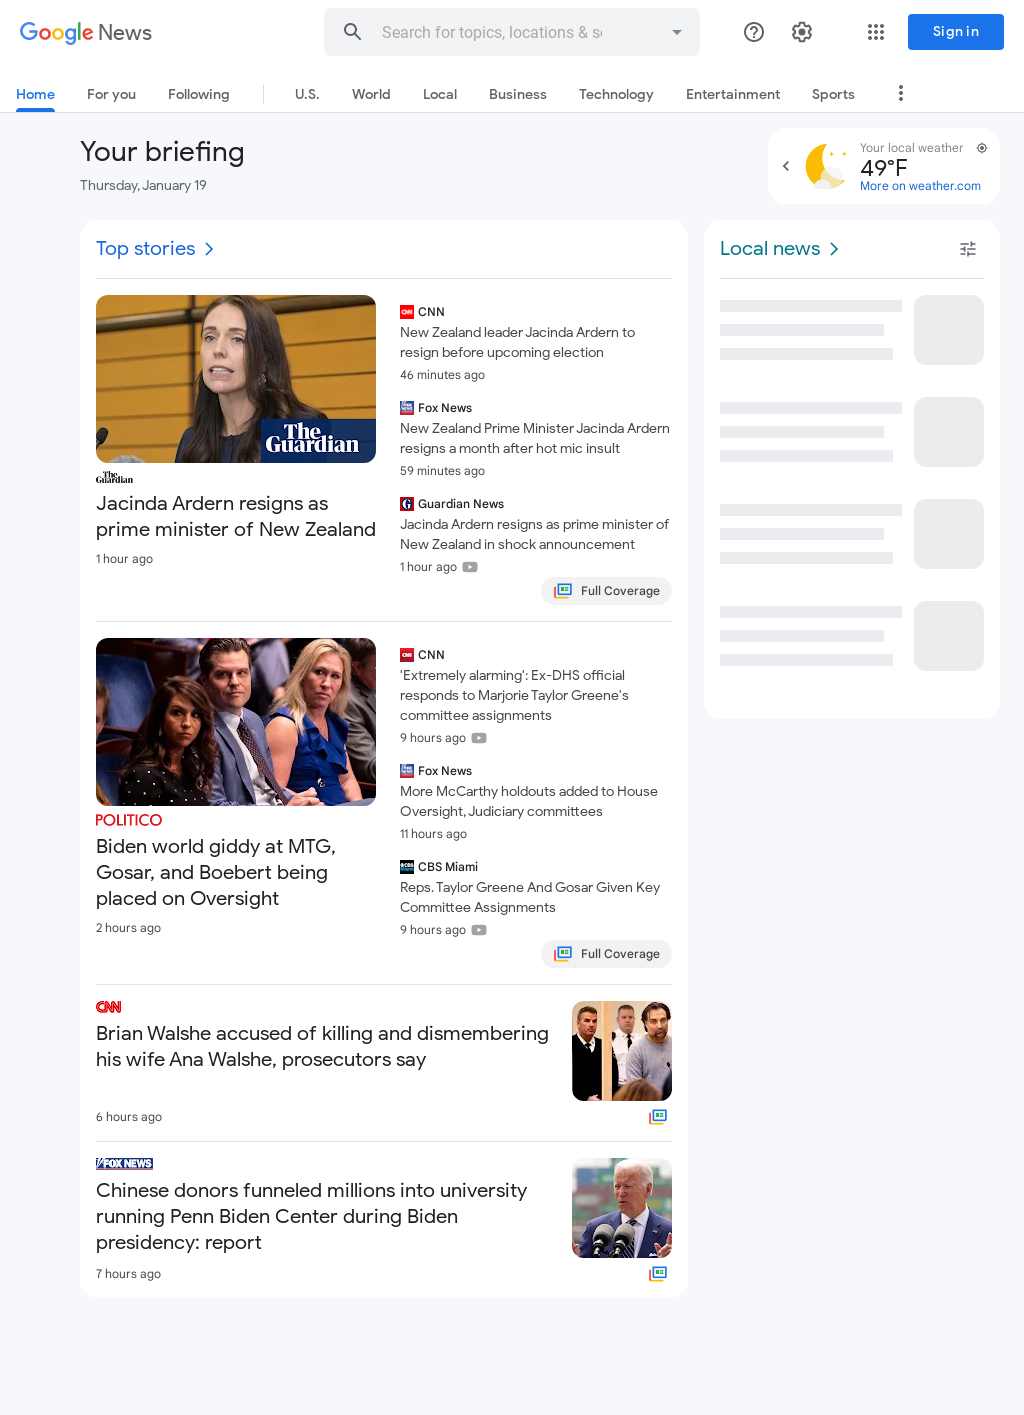 Google News
Search for topics, locations & s
Sign in
Home
For you
Following
U.S.
World
Local
Business
Technology
Entertainment
Sports
Your briefing
Thursday, January 19
Your local weather
49°F
More on weather.com
Top stories
The
Guardian
The
Guardian
Jacinda Ardern resigns as
prime minister of New Zealand
1 hour ago
CNN
CNN
New Zealand leader Jacinda Ardern to
resign before upcoming election
46 minutes ago
Fox News
New Zealand Prime Minister Jacinda Ardern
resigns a month after hot mic insult
59 minutes ago
G
Guardian News
Jacinda Ardern resigns as prime minister of
New Zealand in shock announcement
1 hour ago
Full Coverage
POLITICO
Biden world giddy at MTG,
Gosar, and Boebert being
placed on Oversight
2 hours ago
CNN
CNN
'Extremely alarming': Ex-DHS official
responds to Marjorie Taylor Greene's
committee assignments
9 hours ago
Fox News
More McCarthy holdouts added to House
Oversight, Judiciary committees
11 hours ago
CBS Miami
Reps. Taylor Greene And Gosar Given Key
Committee Assignments
9 hours ago
Full Coverage
CNN
Brian Walshe accused of killing and dismembering
his wife Ana Walshe, prosecutors say
6 hours ago
FOX NEWS
Chinese donors funneled millions into university
running Penn Biden Center during Biden
presidency: report
7 hours ago
Local news